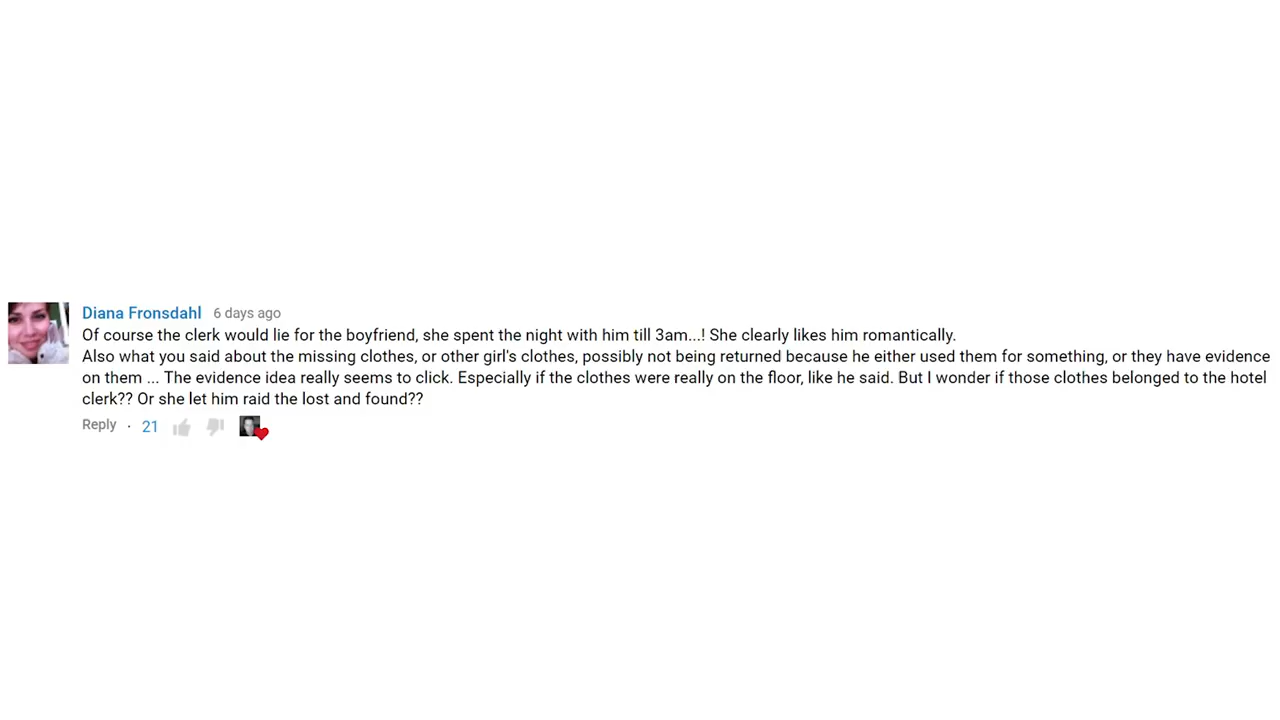 Diana Fronsdahl 6 days ago
Of course the clerk would lie for the boyfriend, she spent the night with him till 3am...! She clearly likes him romantically.
Also what you said about the missing clothes, or other girl's clothes, possibly not being returned because he either used them for something, or they have evidence
on them ... The evidence idea really seems to click. Especially if the clothes were really on the floor, like he said. But I wonder if those clothes belonged to the hotel
clerk?? Or she let him raid the lost and found??
Reply · 21